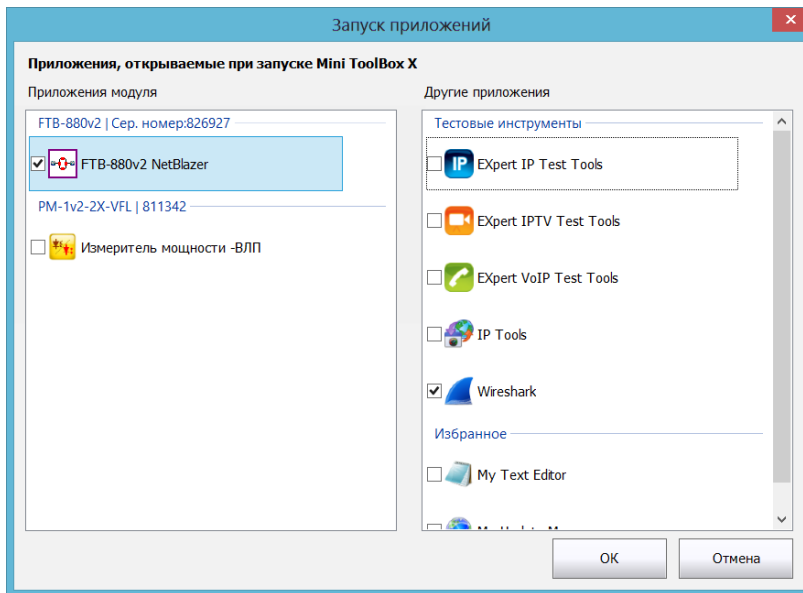 Запуск приложений
Приложения, открываемые при запуске Mini ToolBox X
Приложения модуля
FTB-880v2 | Сер. номер:826927
FTB-880v2 NetBlazer
PM-1v2-2X-VFL | 811342
Измеритель мощности -ВЛП
Другие приложения
Тестовые инструменты
EXpert IP Test Tools
EXpert IPTV Test Tools
EXpert VoIP Test Tools
IP Tools
Wireshark
Избранное
My Text Editor
ОК
Отмена